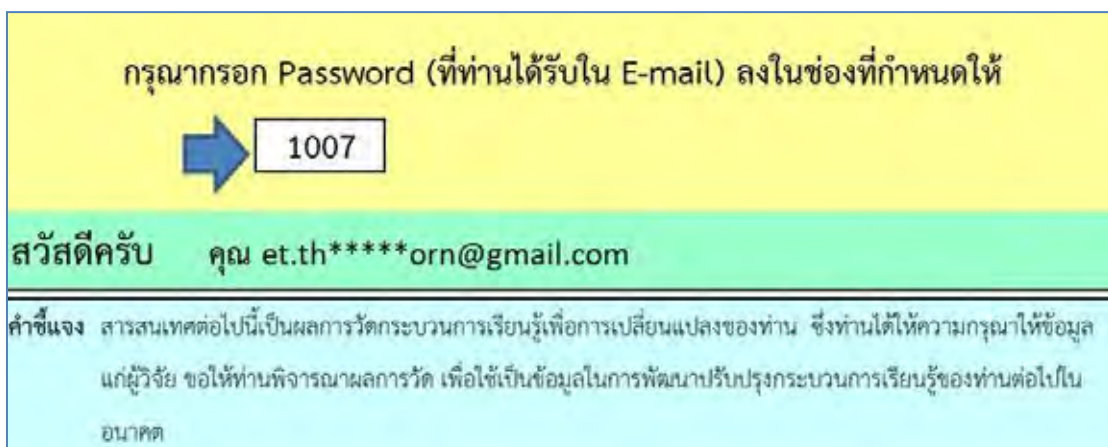 กรุณากรอก Password (ที่ท่านได้รับใน E-mail) ลงในช่องที่กำหนดให้
1007
สวัสดีครับ คุณ et.th*****orn@gmail.com
คำชี้แจง สารสนเทศต่อไปนี้เป็นผลการวัดกระบวนการเรียนรู้เพื่อการเปลี่ยนแปลงของท่าน ซึ่งท่านได้ให้ความกรุณาให้ข้อมูล
แก่ผู้วิจัย ขอให้ท่านพิจารณาผลการวัด เพื่อใช้เป็นข้อมูลในการพัฒนาปรับปรุงกระบวนการเรียนรู้ของท่านต่อไปใน
อนาคต